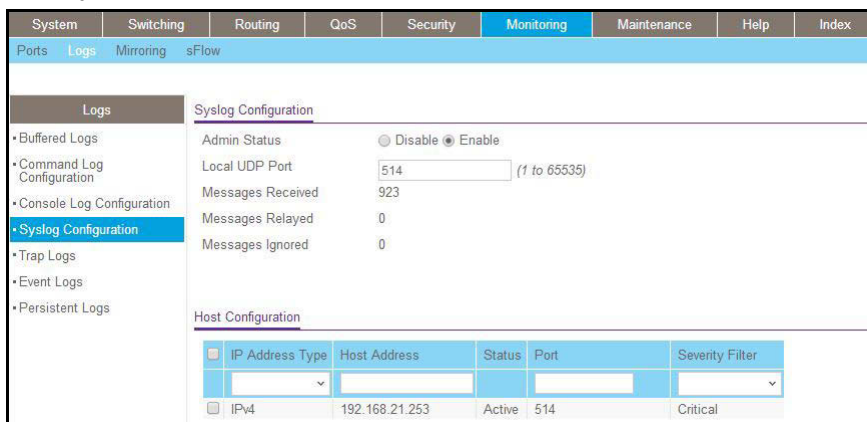 System Switching Routing QoS Security Monitoring Maintenance Help Index
Ports Logs Mirroring sFlow
Logs
Buffered Logs
Command Log
Configuration
Console Log Configuration
Syslog Configuration
Trap Logs
Event Logs
Persistent Logs
Syslog Configuration
Admin Status Disable Enable
Local UDP Port 514 (1 to 65535)
Messages Received 923
Messages Relayed 0
Messages Ignored 0
Host Configuration
IP Address Type Host Address Status Port Severity Filter
IPv4 192.168.21.253 Active 514 Critical